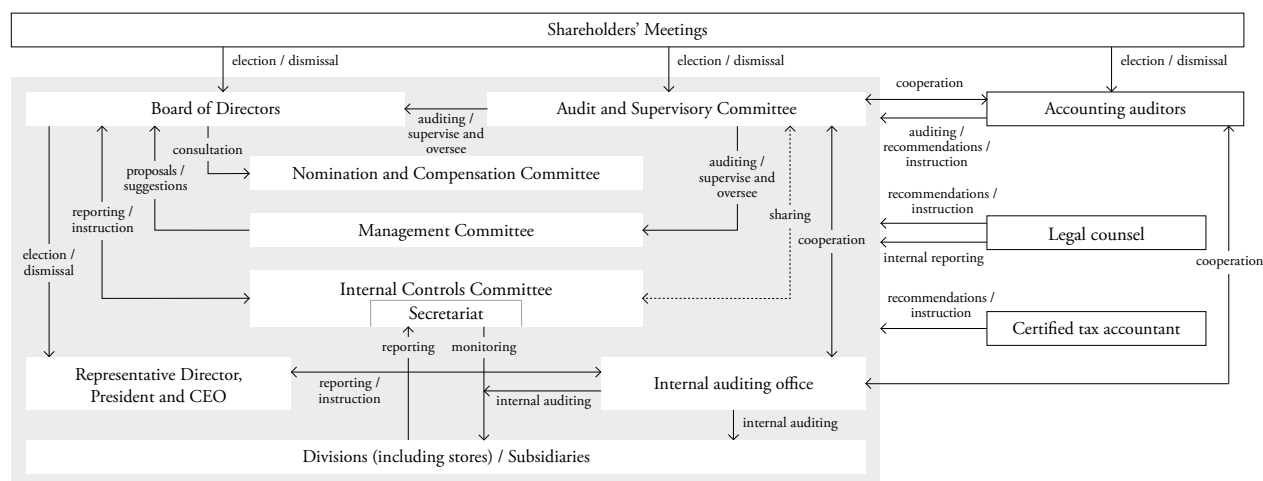 Shareholders’ Meetings
election / dismissal
election / dismissal
election / dismissal
Board of Directors
Audit and Supervisory Committee
cooperation
Accounting auditors
auditing /
supervise and
oversee
auditing /
recommendations /
instruction
consultation
proposals /
suggestions
Nomination and Compensation Committee
auditing /
supervise and
oversee
recommendations /
instruction
reporting /
instruction
Management Committee
sharing
cooperation
Legal counsel
internal reporting
election /
dismissal
cooperation
Internal Controls Committee
Secretariat
recommendations /
instruction
Certified tax accountant
reporting
monitoring
Representative Director,
President and CEO
reporting /
instruction
Internal auditing office
internal auditing
internal auditing
Divisions (including stores) / Subsidiaries